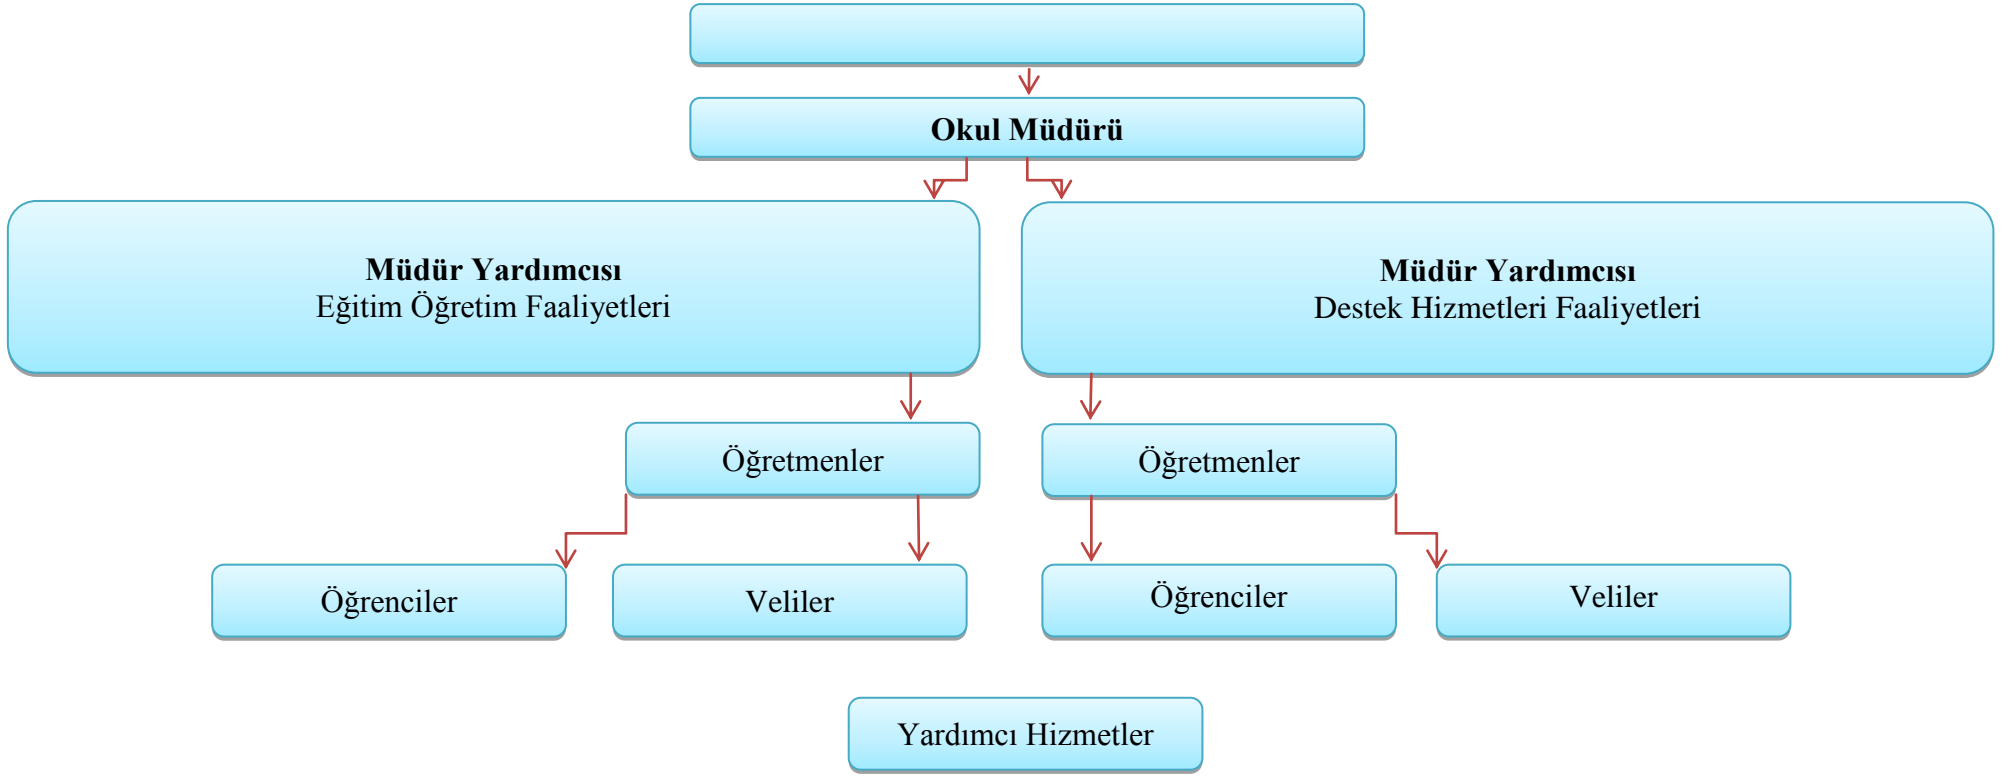 Okul Müdürü
Müdür Yardımcısı
Eğitim Öğretim Faaliyetleri
Müdür Yardımcısı
Destek Hizmetleri Faaliyetleri
Öğretmenler
Öğretmenler
Öğrenciler
Veliler
Öğrenciler
Veliler
Yardımcı Hizmetler